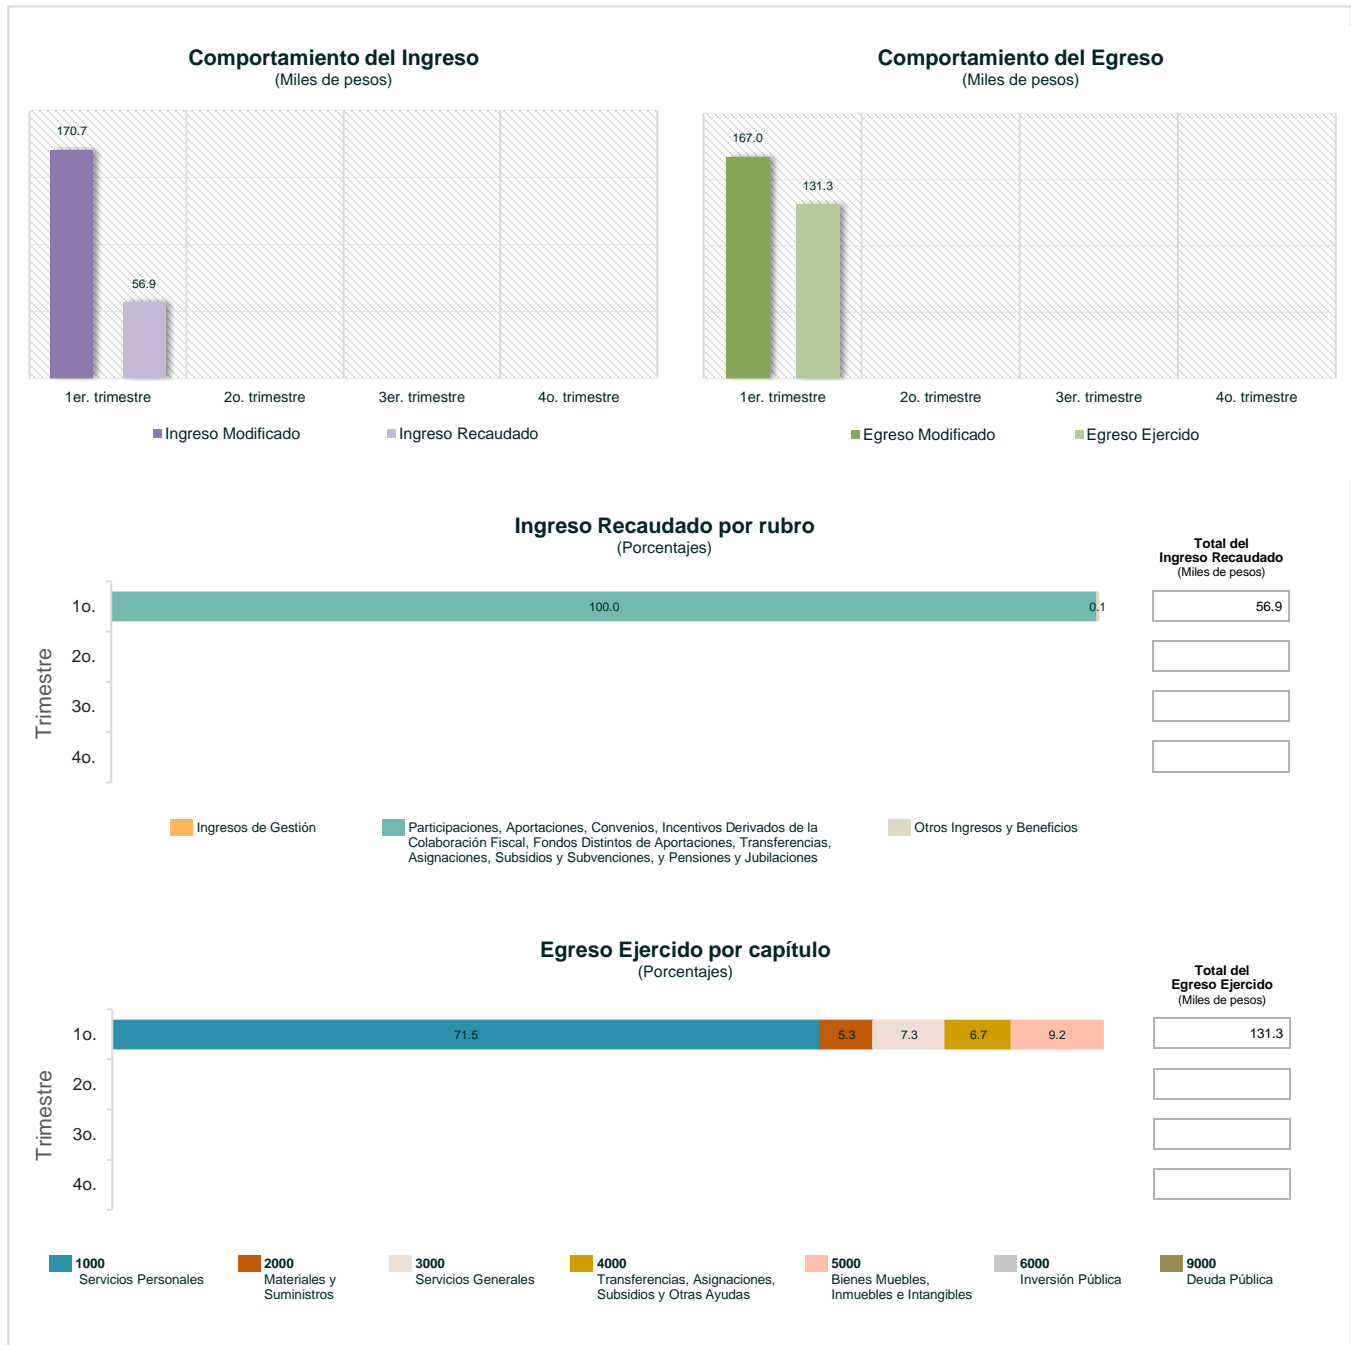 Comportamiento del Ingreso
(Miles de pesos)
170.7
56.9
1er. trimestre 2o. trimestre 3er. trimestre 4o. trimestre
Ingreso Modificado Ingreso Recaudado
Comportamiento del Egreso
(Miles de pesos)
167.0
131.3
1er. trimestre 2o. trimestre 3er. trimestre 4o. trimestre
Egreso Modificado Egreso Ejercido
Ingreso Recaudado por rubro
(Porcentajes)
Total del
Ingreso Recaudado
(Miles de pesos)
Trimestre
1o. 100.0 0.1 56.9
2o.
3o.
4o.
Ingresos de Gestión
Participaciones, Aportaciones, Convenios, Incentivos Derivados de la
Colaboración Fiscal, Fondos Distintos de Aportaciones, Transferencias,
Asignaciones, Subsidios y Subvenciones, y Pensiones y Jubilaciones
Otros Ingresos y Beneficios
Egreso Ejercido por capítulo
(Porcentajes)
Total del
Egreso Ejercido
(Miles de pesos)
Trimestre
1o. 71.5 5.3 7.3 6.7 9.2 131.3
2o.
3o.
4o.
1000
Servicios Personales
2000
Materiales y
Suministros
3000
Servicios Generales
4000
Transferencias, Asignaciones,
Subsidios y Otras Ayudas
5000
Bienes Muebles,
Inmuebles e Intangibles
6000
Inversión Pública
9000
Deuda Pública